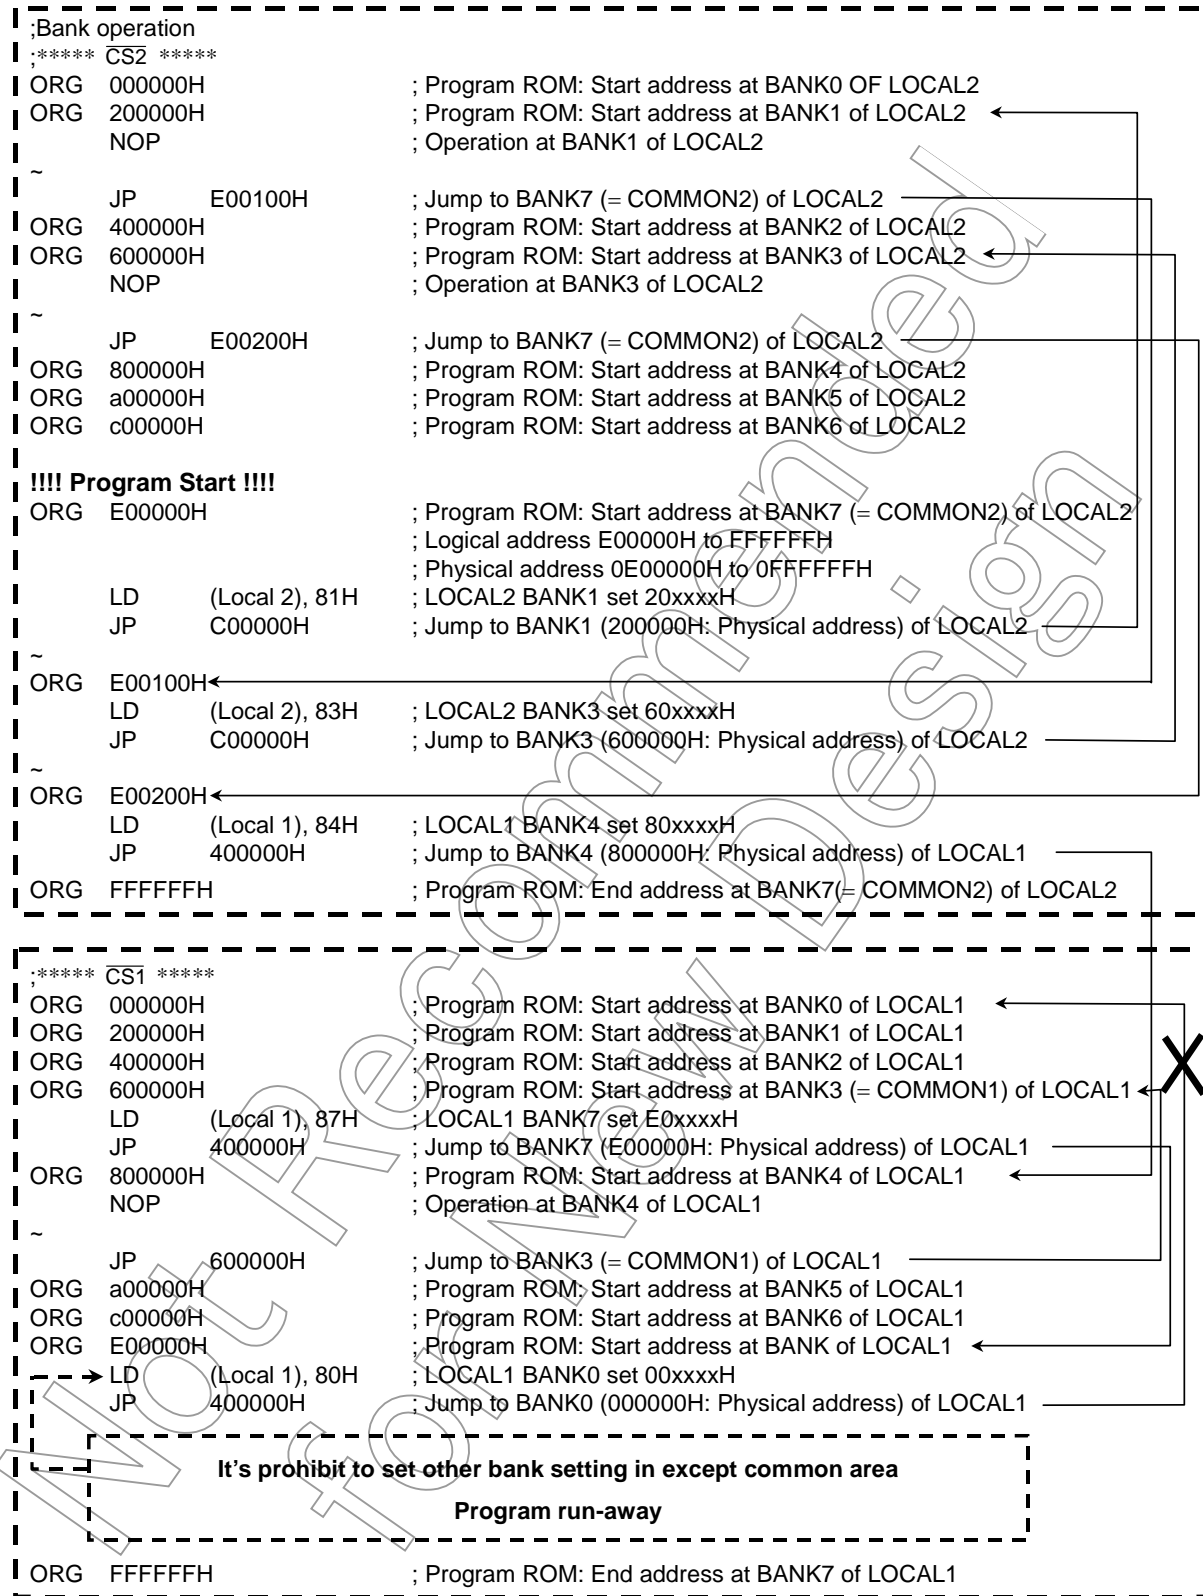 ;Bank operation
;***** CS2 *****
ORG 000000H ; Program ROM: Start address at BANK0 OF LOCAL2
ORG 200000H ; Program ROM: Start address at BANK1 of LOCAL2
NOP ; Operation at BANK1 of LOCAL2
~
JP E00100H ; Jump to BANK7 (= COMMON2) of LOCAL2
ORG 400000H ; Program ROM: Start address at BANK2 of LOCAL2
ORG 600000H ; Program ROM: Start address at BANK3 of LOCAL2
NOP ; Operation at BANK3 of LOCAL2
~
JP E00200H ; Jump to BANK7 (= COMMON2) of LOCAL2
ORG 800000H ; Program ROM: Start address at BANK4 of LOCAL2
ORG a00000H ; Program ROM: Start address at BANK5 of LOCAL2
ORG c00000H ; Program ROM: Start address at BANK6 of LOCAL2
!!!! Program Start !!!!
ORG E00000H ; Program ROM: Start address at BANK7 (= COMMON2) of LOCAL2
; Logical address E00000H to FFFFFFH
; Physical address 0E00000H to 0FFFFFFH
LD (Local 2), 81H ; LOCAL2 BANK1 set 20xxxxH
JP C00000H ; Jump to BANK1 (200000H: Physical address) of LOCAL2
~
ORG E00100H
LD (Local 2), 83H ; LOCAL2 BANK3 set 60xxxxH
JP C00000H ; Jump to BANK3 (600000H: Physical address) of LOCAL2
~
ORG E00200H
LD (Local 1), 84H ; LOCAL1 BANK4 set 80xxxxH
JP 400000H ; Jump to BANK4 (800000H: Physical address) of LOCAL1
ORG FFFFFFH ; Program ROM: End address at BANK7(= COMMON2) of LOCAL2
;***** CS1 *****
ORG 000000H ; Program ROM: Start address at BANK0 of LOCAL1
ORG 200000H ; Program ROM: Start address at BANK1 of LOCAL1
ORG 400000H ; Program ROM: Start address at BANK2 of LOCAL1
ORG 600000H ; Program ROM: Start address at BANK3 (= COMMON1) of LOCAL1
LD (Local 1), 87H ; LOCAL1 BANK7 set E0xxxxH
JP 400000H ; Jump to BANK7 (E00000H: Physical address) of LOCAL1
ORG 800000H ; Program ROM: Start address at BANK4 of LOCAL1
NOP ; Operation at BANK4 of LOCAL1
~
JP 600000H ; Jump to BANK3 (= COMMON1) of LOCAL1
ORG a00000H ; Program ROM: Start address at BANK5 of LOCAL1
ORG c00000H ; Program ROM: Start address at BANK6 of LOCAL1
ORG E00000H ; Program ROM: Start address at BANK of LOCAL1
LD (Local 1), 80H ; LOCAL1 BANK0 set 00xxxxH
JP 400000H ; Jump to BANK0 (000000H: Physical address) of LOCAL1
It's prohibit to set other bank setting in except common area
Program run-away
ORG FFFFFFH ; Program ROM: End address at BANK7 of LOCAL1
Not Recommended
for New Design